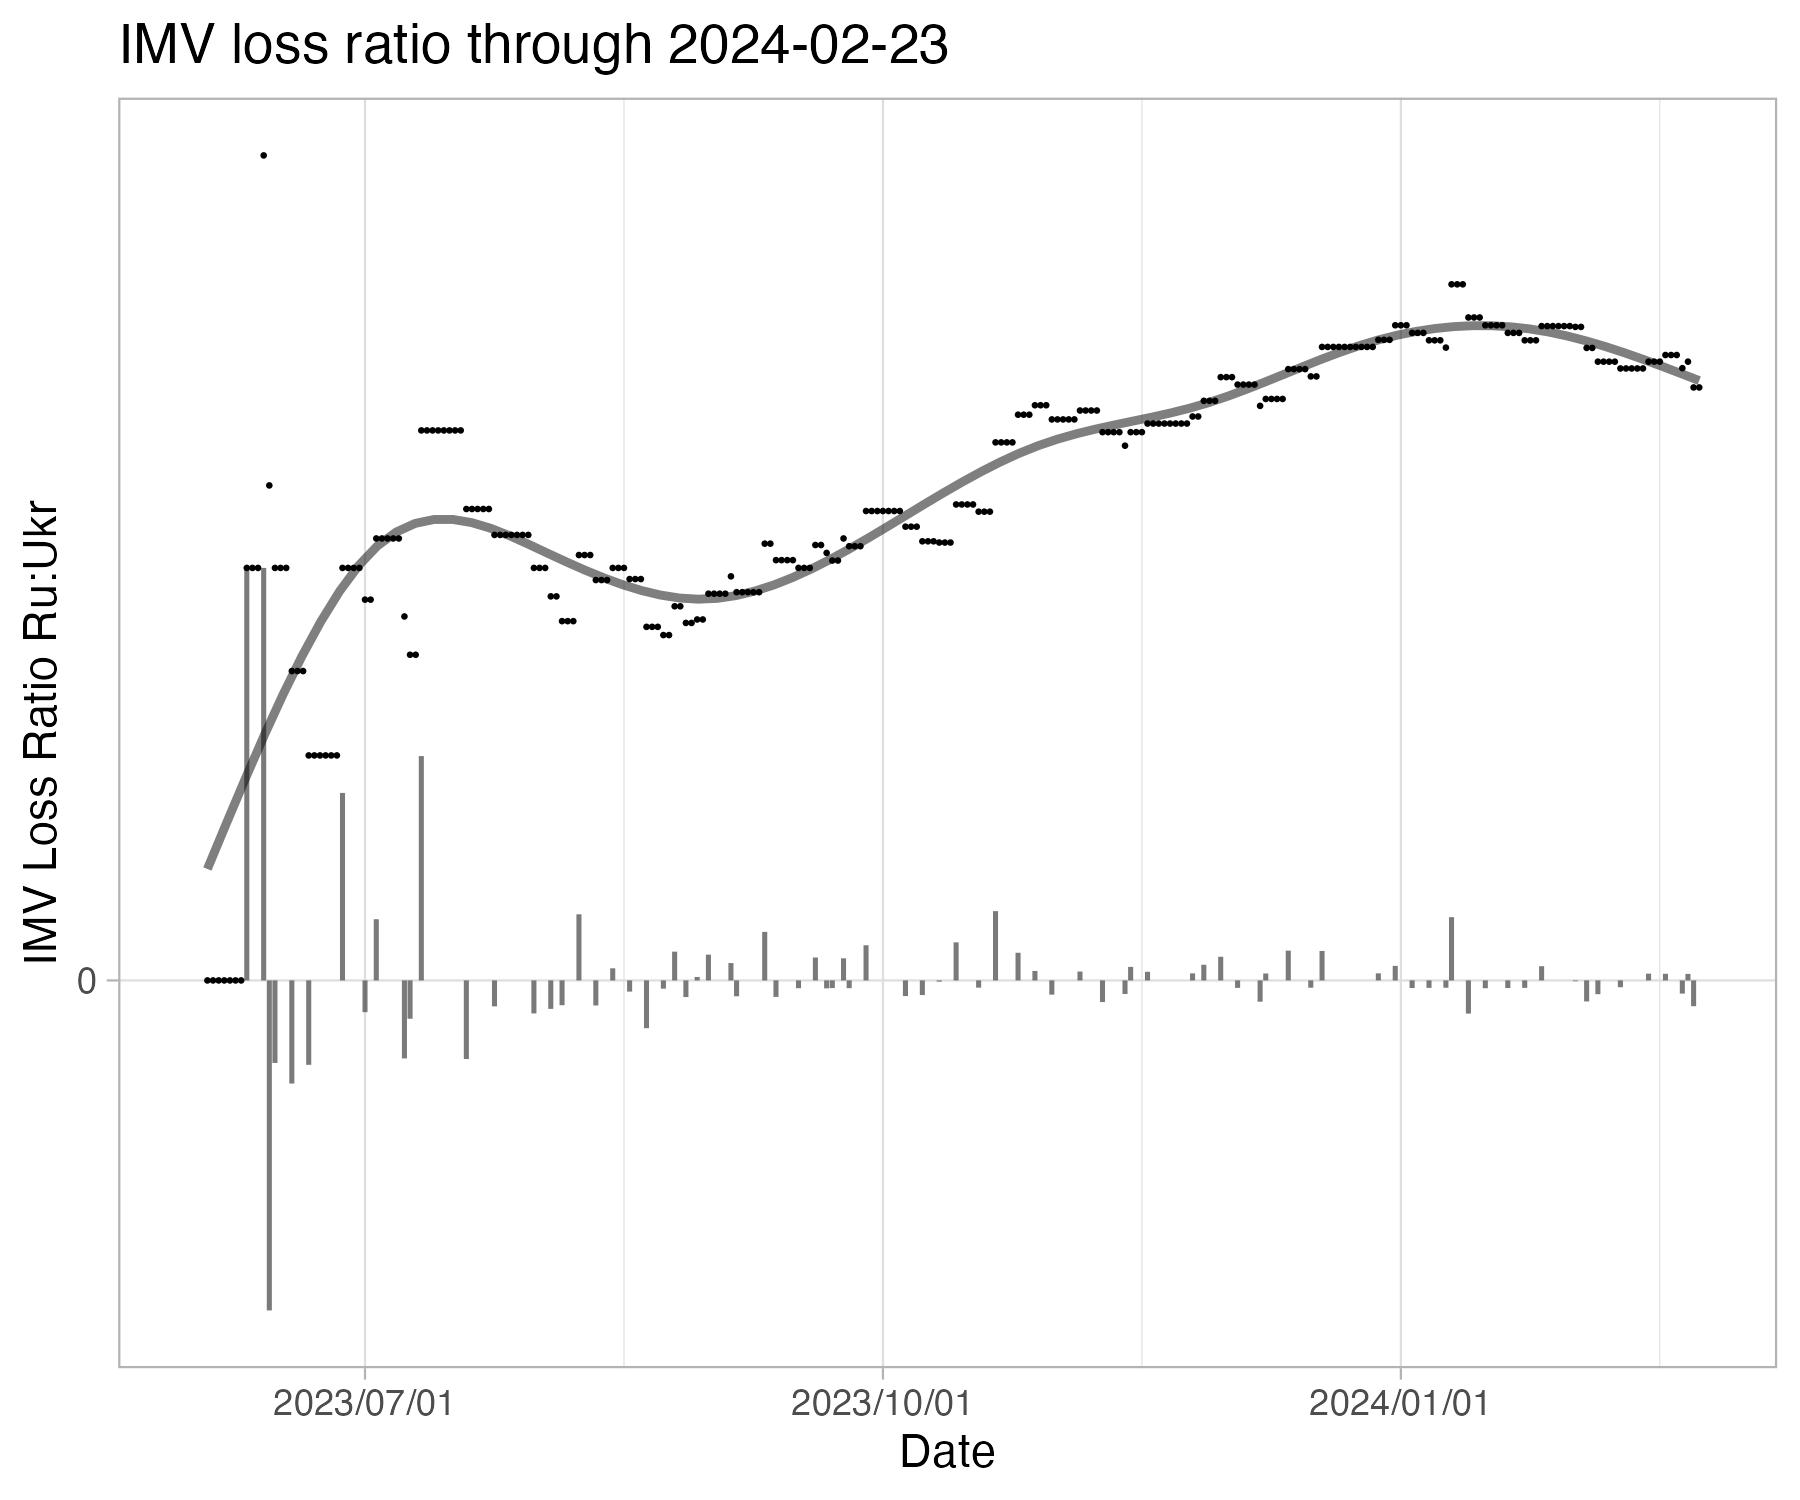 IMV loss ratio through 2024-02-23
IMV Loss Ratio Ru:Ukr
0
2023/07/01
2023/10/01
2024/01/01
Date